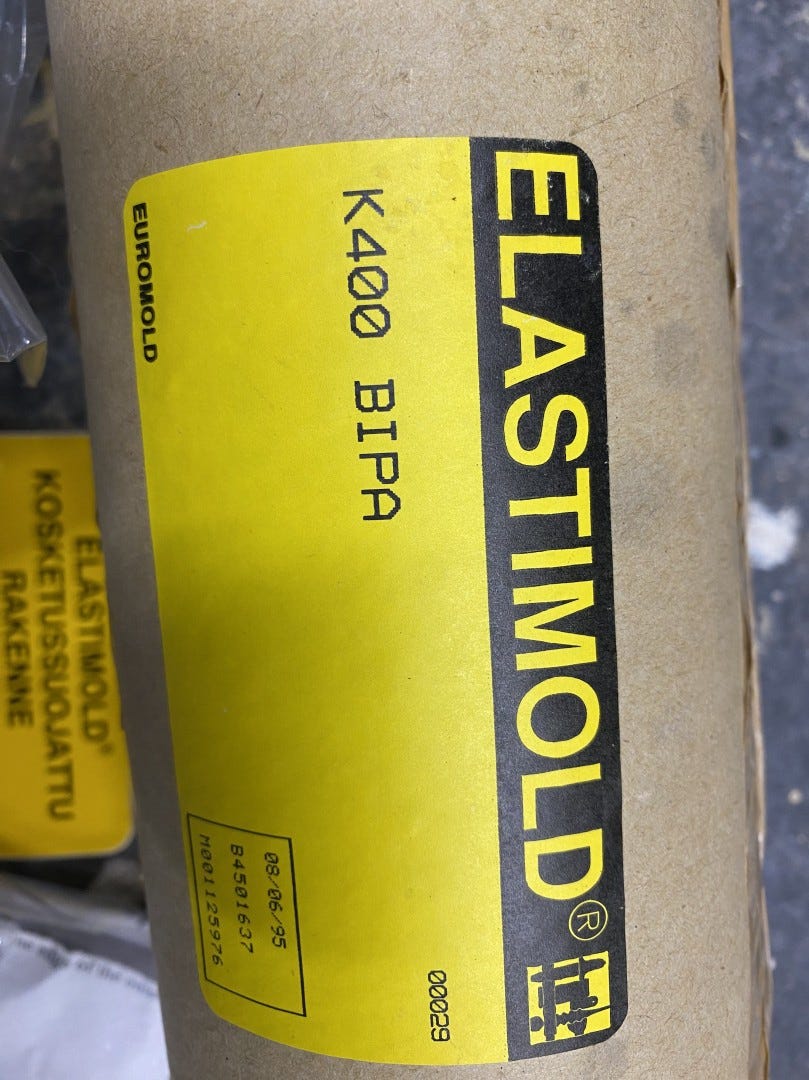 ELASTIMOLD®
K400 BIPA
EUROMOLD
08/06/95
B4501637
M001125976
00029
ELASTIMOLD®
KOSKETUSSUOJATTU
RAKENNE